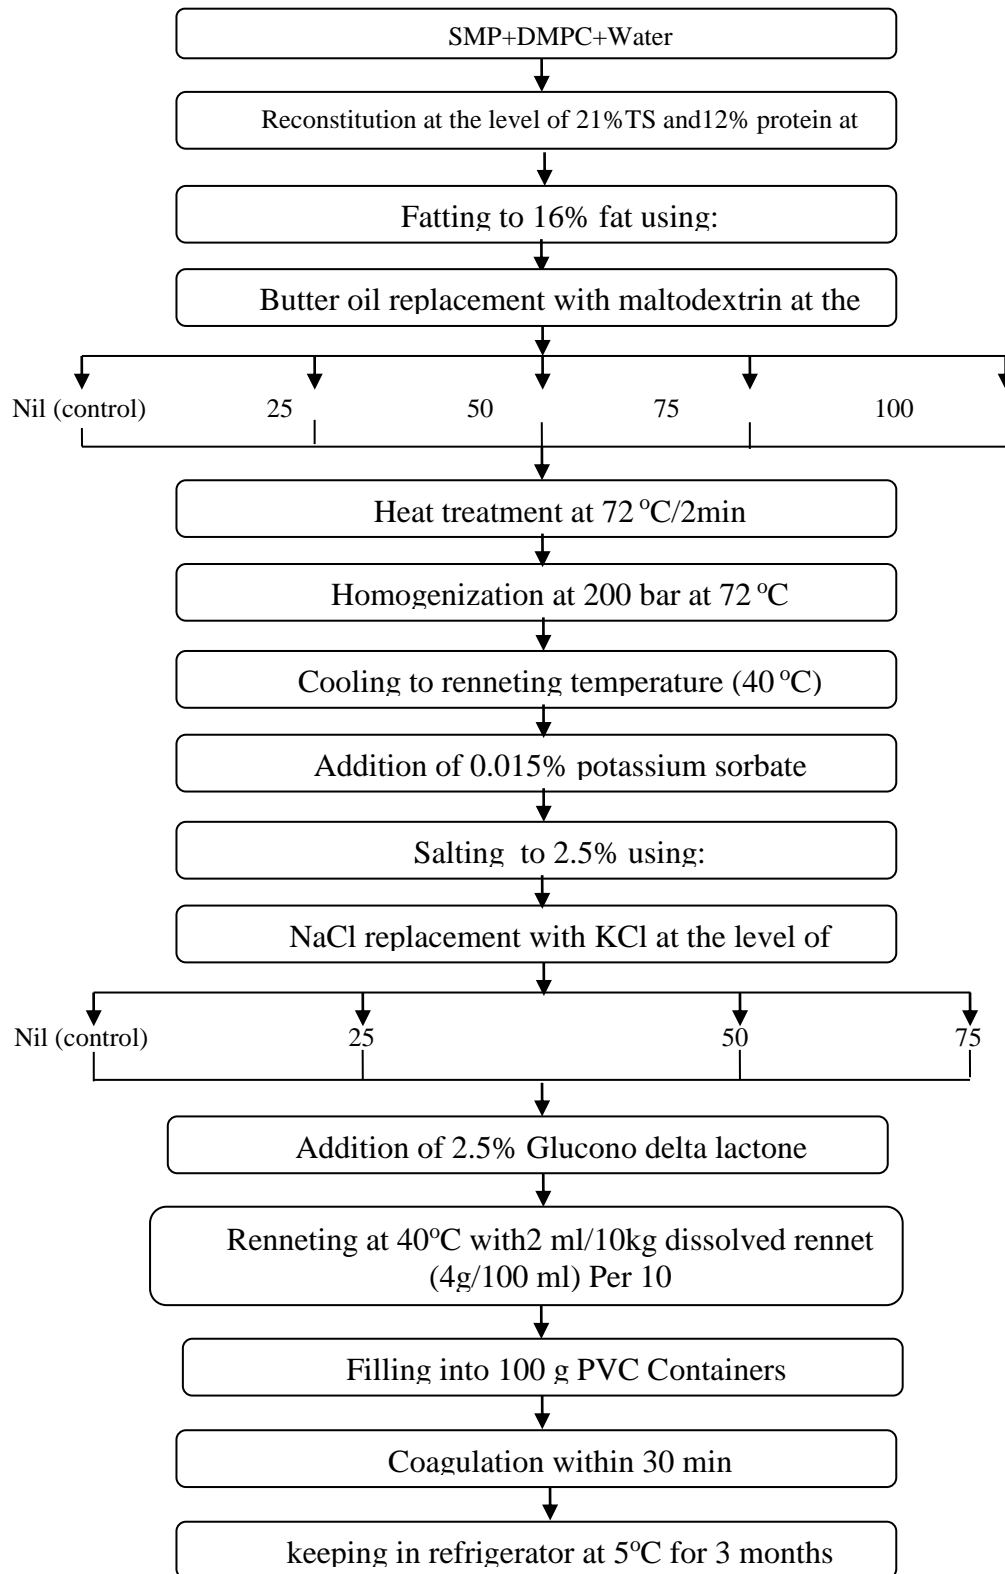 SMP+DMPC+Water
Reconstitution at the level of 21%TS and12% protein at
Fatting to 16% fat using:
Butter oil replacement with maltodextrin at the
Nil (control) 25 50 75 100
Heat treatment at 72 °C/2min
Homogenization at 200 bar at 72 °C
Cooling to renneting temperature (40 °C)
Addition of 0.015% potassium sorbate
Salting to 2.5% using:
NaCl replacement with KCl at the level of
Nil (control) 25 50 75
Addition of 2.5% Glucono delta lactone
Renneting at 40°C with2 ml/10kg dissolved rennet
(4g/100 ml) Per 10
Filling into 100 g PVC Containers
Coagulation within 30 min
keeping in refrigerator at 5°C for 3 months